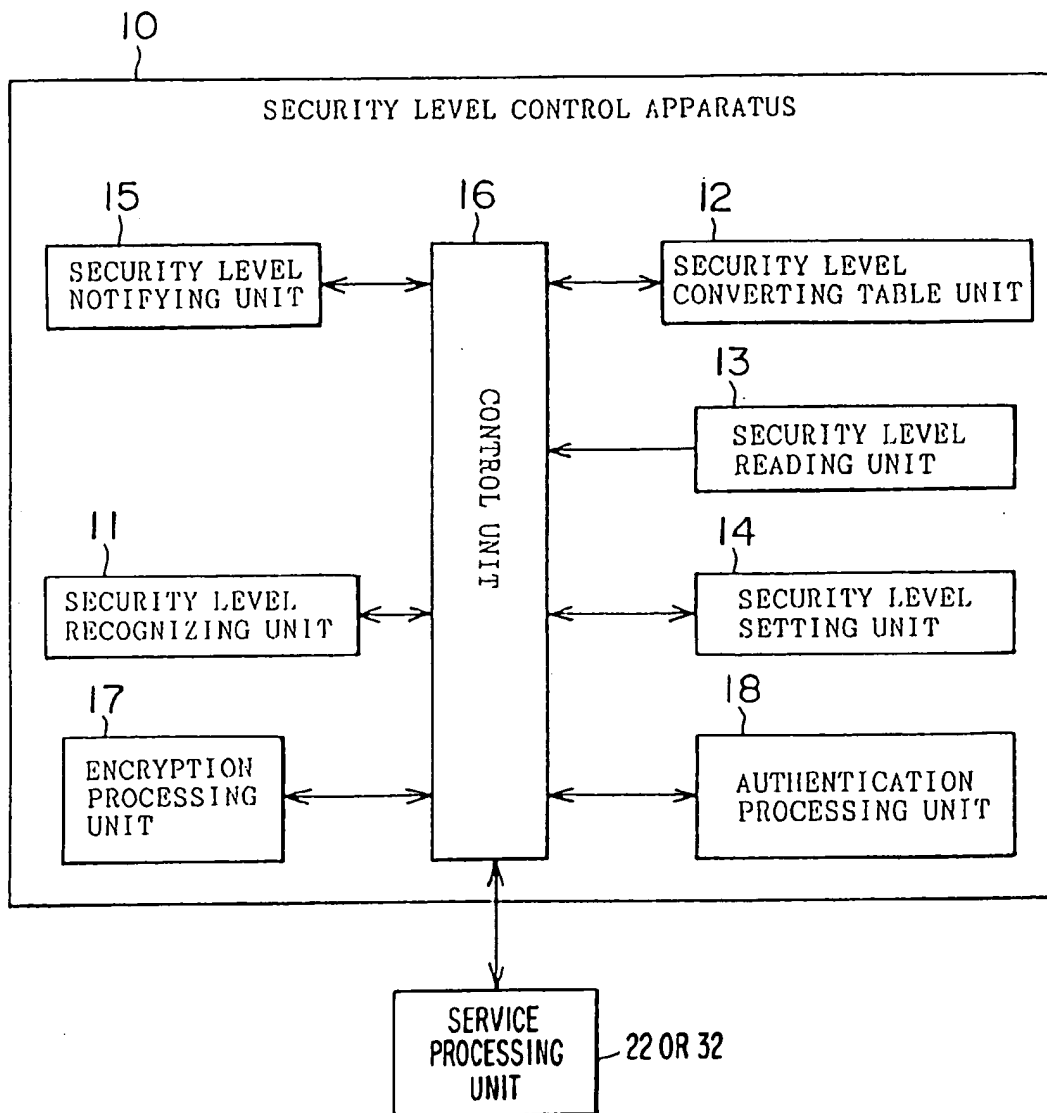 10
SECURITY LEVEL CONTROL APPARATUS
15
SECURITY LEVEL
NOTIFYING UNIT
16
CONTROL UNIT
12
SECURITY LEVEL
CONVERTING TABLE UNIT
13
SECURITY LEVEL
READING UNIT
11
SECURITY LEVEL
RECOGNIZING UNIT
14
SECURITY LEVEL
SETTING UNIT
17
ENCRYPTION
PROCESSING
UNIT
18
AUTHENTICATION
PROCESSING UNIT
SERVICE
PROCESSING
UNIT
22 OR 32